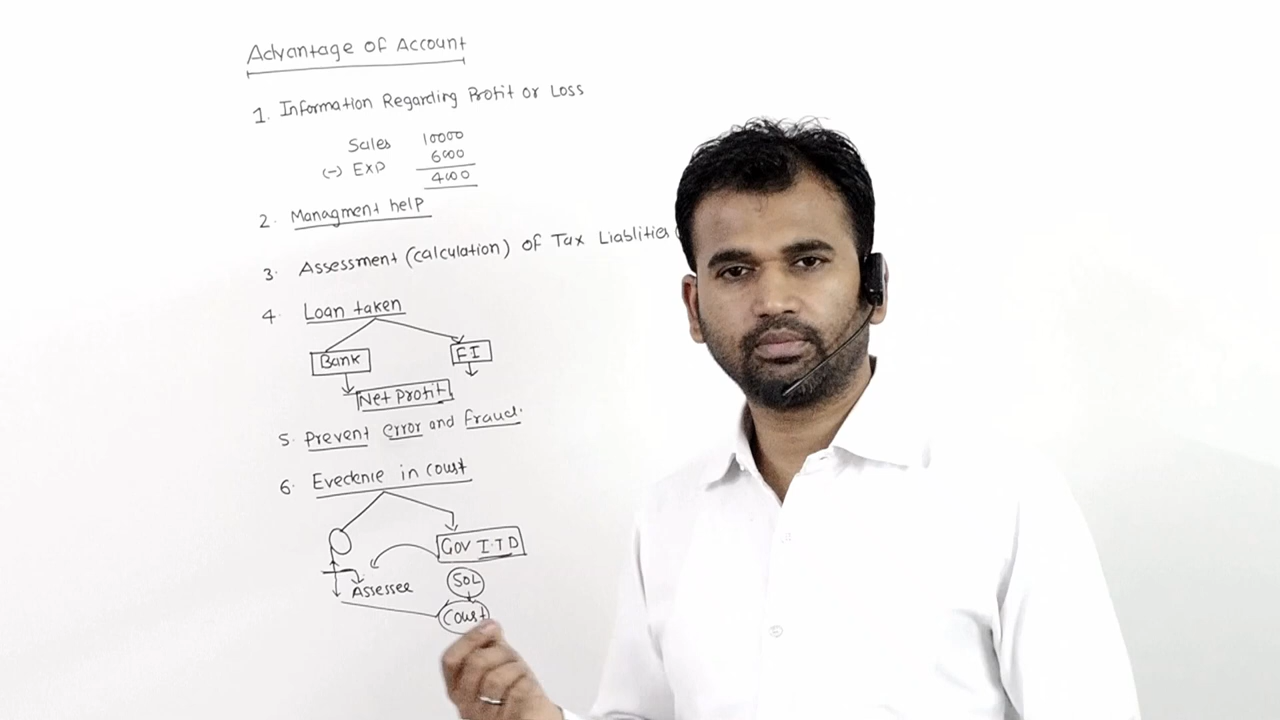 Advantage of Account
1. Information Regarding Profit or Loss
Sales 10000
(-) EXP 6000
4000
2. Managment help
3. Assessment (calculation) of Tax Liablities
4 Loan taken
Bank FI
Net Profit
5. Prevent error and fraud.
6. Evedenie in court
Gov I.T D
Assessee SOL
Court